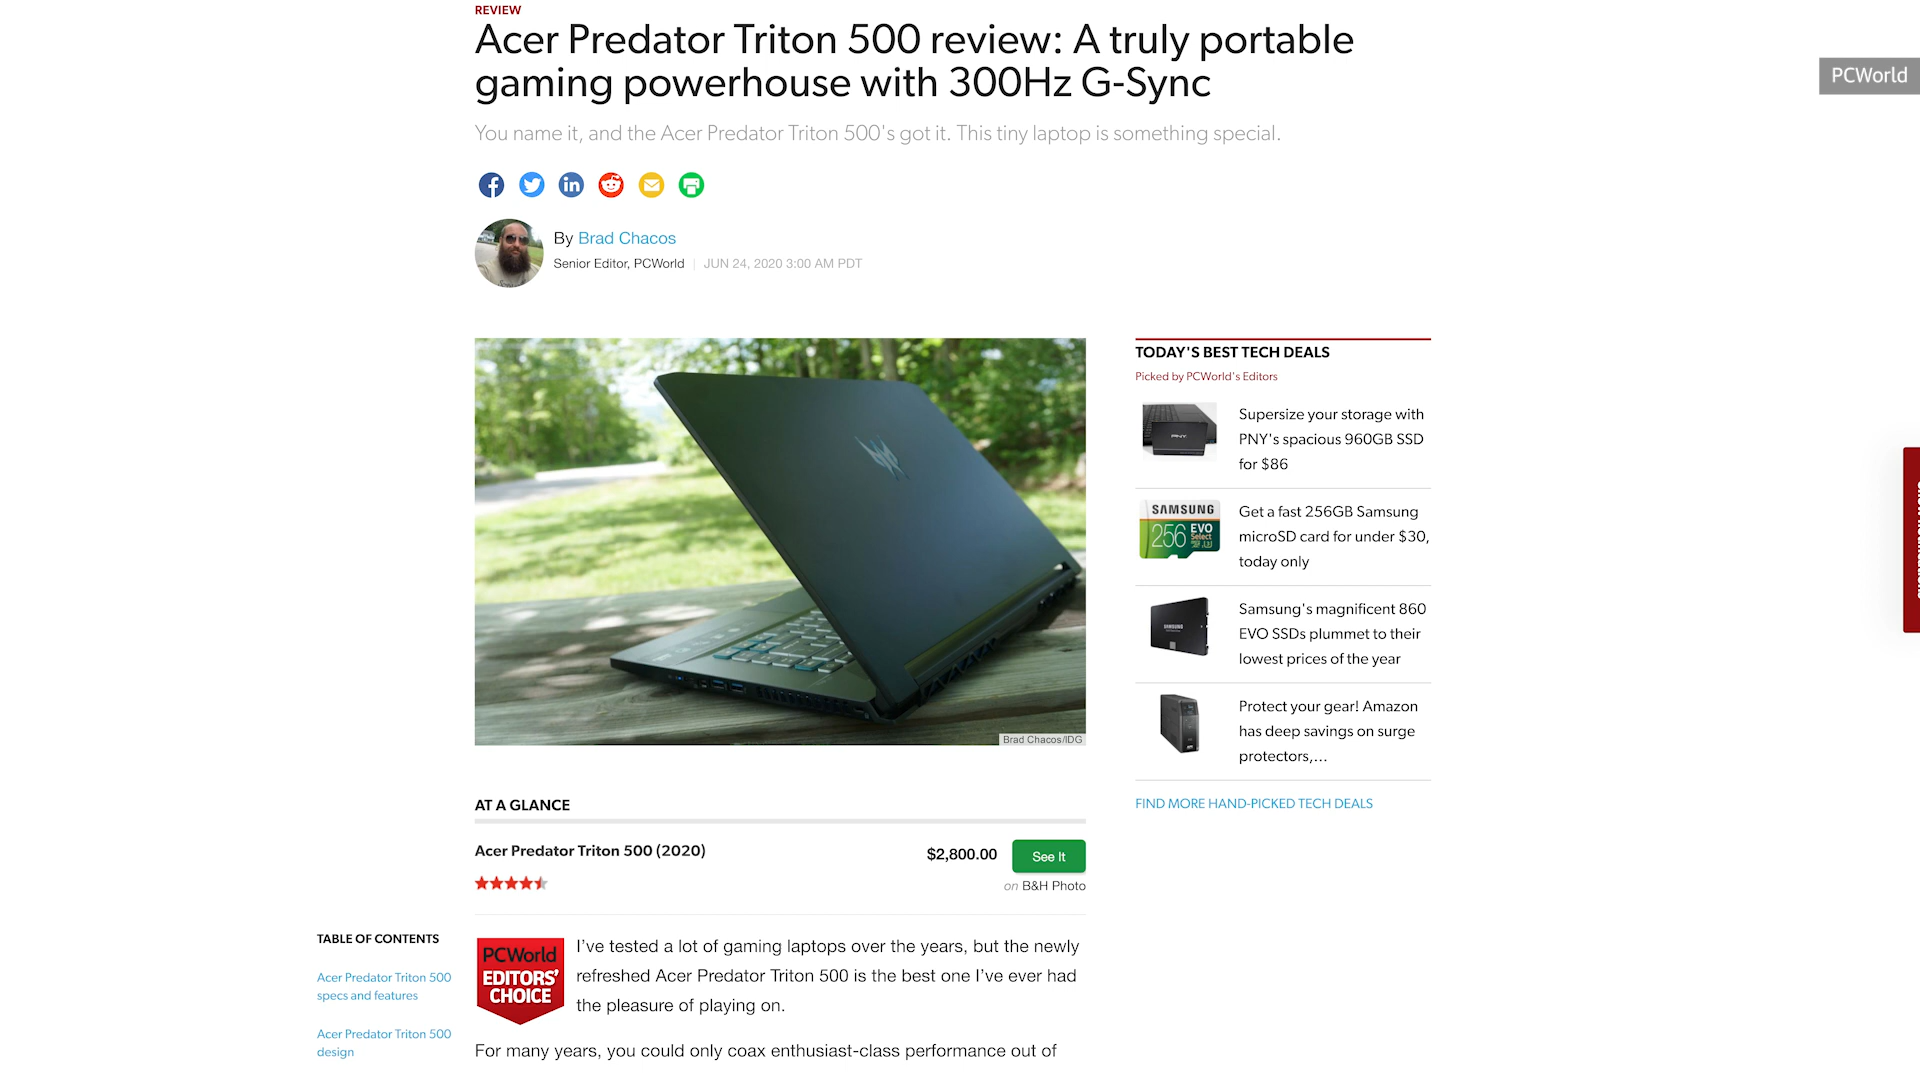 REVIEW
Acer Predator Triton 500 review: A truly portable
gaming powerhouse with 300Hz G-Sync
PCWorld
You name it, and the Acer Predator Triton 500's got it. This tiny laptop is something special.
By Brad Chacos
Senior Editor, PCWorld | JUN 24, 2020 3:00 AM PDT
Brad Chacos/IDG
TODAY'S BEST TECH DEALS
Picked by PCWorld's Editors
PNY
Supersize your storage with
PNY's spacious 960GB SSD
for $86
SAMSUNG
256 EVO
Select
Get a fast 256GB Samsung
microSD card for under $30,
today only
SAMSUNG
Samsung's magnificent 860
EVO SSDs plummet to their
lowest prices of the year
Protect your gear! Amazon
has deep savings on surge
protectors,...
FIND MORE HAND-PICKED TECH DEALS
AT A GLANCE
Acer Predator Triton 500 (2020)
$2,800.00
See It
on B&H Photo
TABLE OF CONTENTS
Acer Predator Triton 500
specs and features
Acer Predator Triton 500
design
PCWorld
EDITORS'
CHOICE
I've tested a lot of gaming laptops over the years, but the newly
refreshed Acer Predator Triton 500 is the best one I've ever had
the pleasure of playing on.
For many years, you could only coax enthusiast-class performance out of